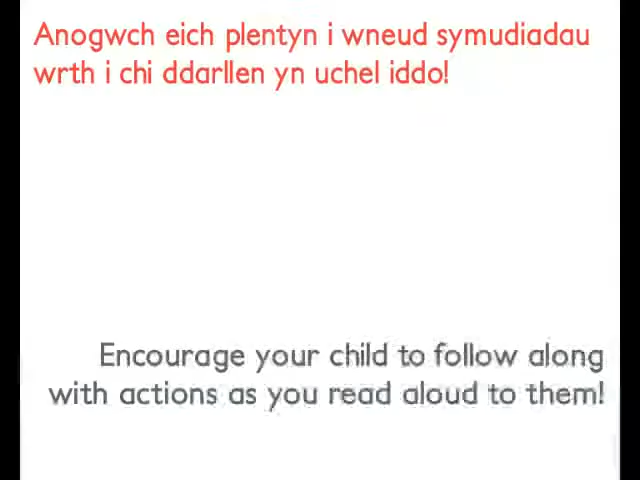 Anogwch eich plentyn i wneud symudiadau
wrth i chi ddarllen yn uchel iddo!
Encourage your child to follow along
with actions as you read aloud to them!